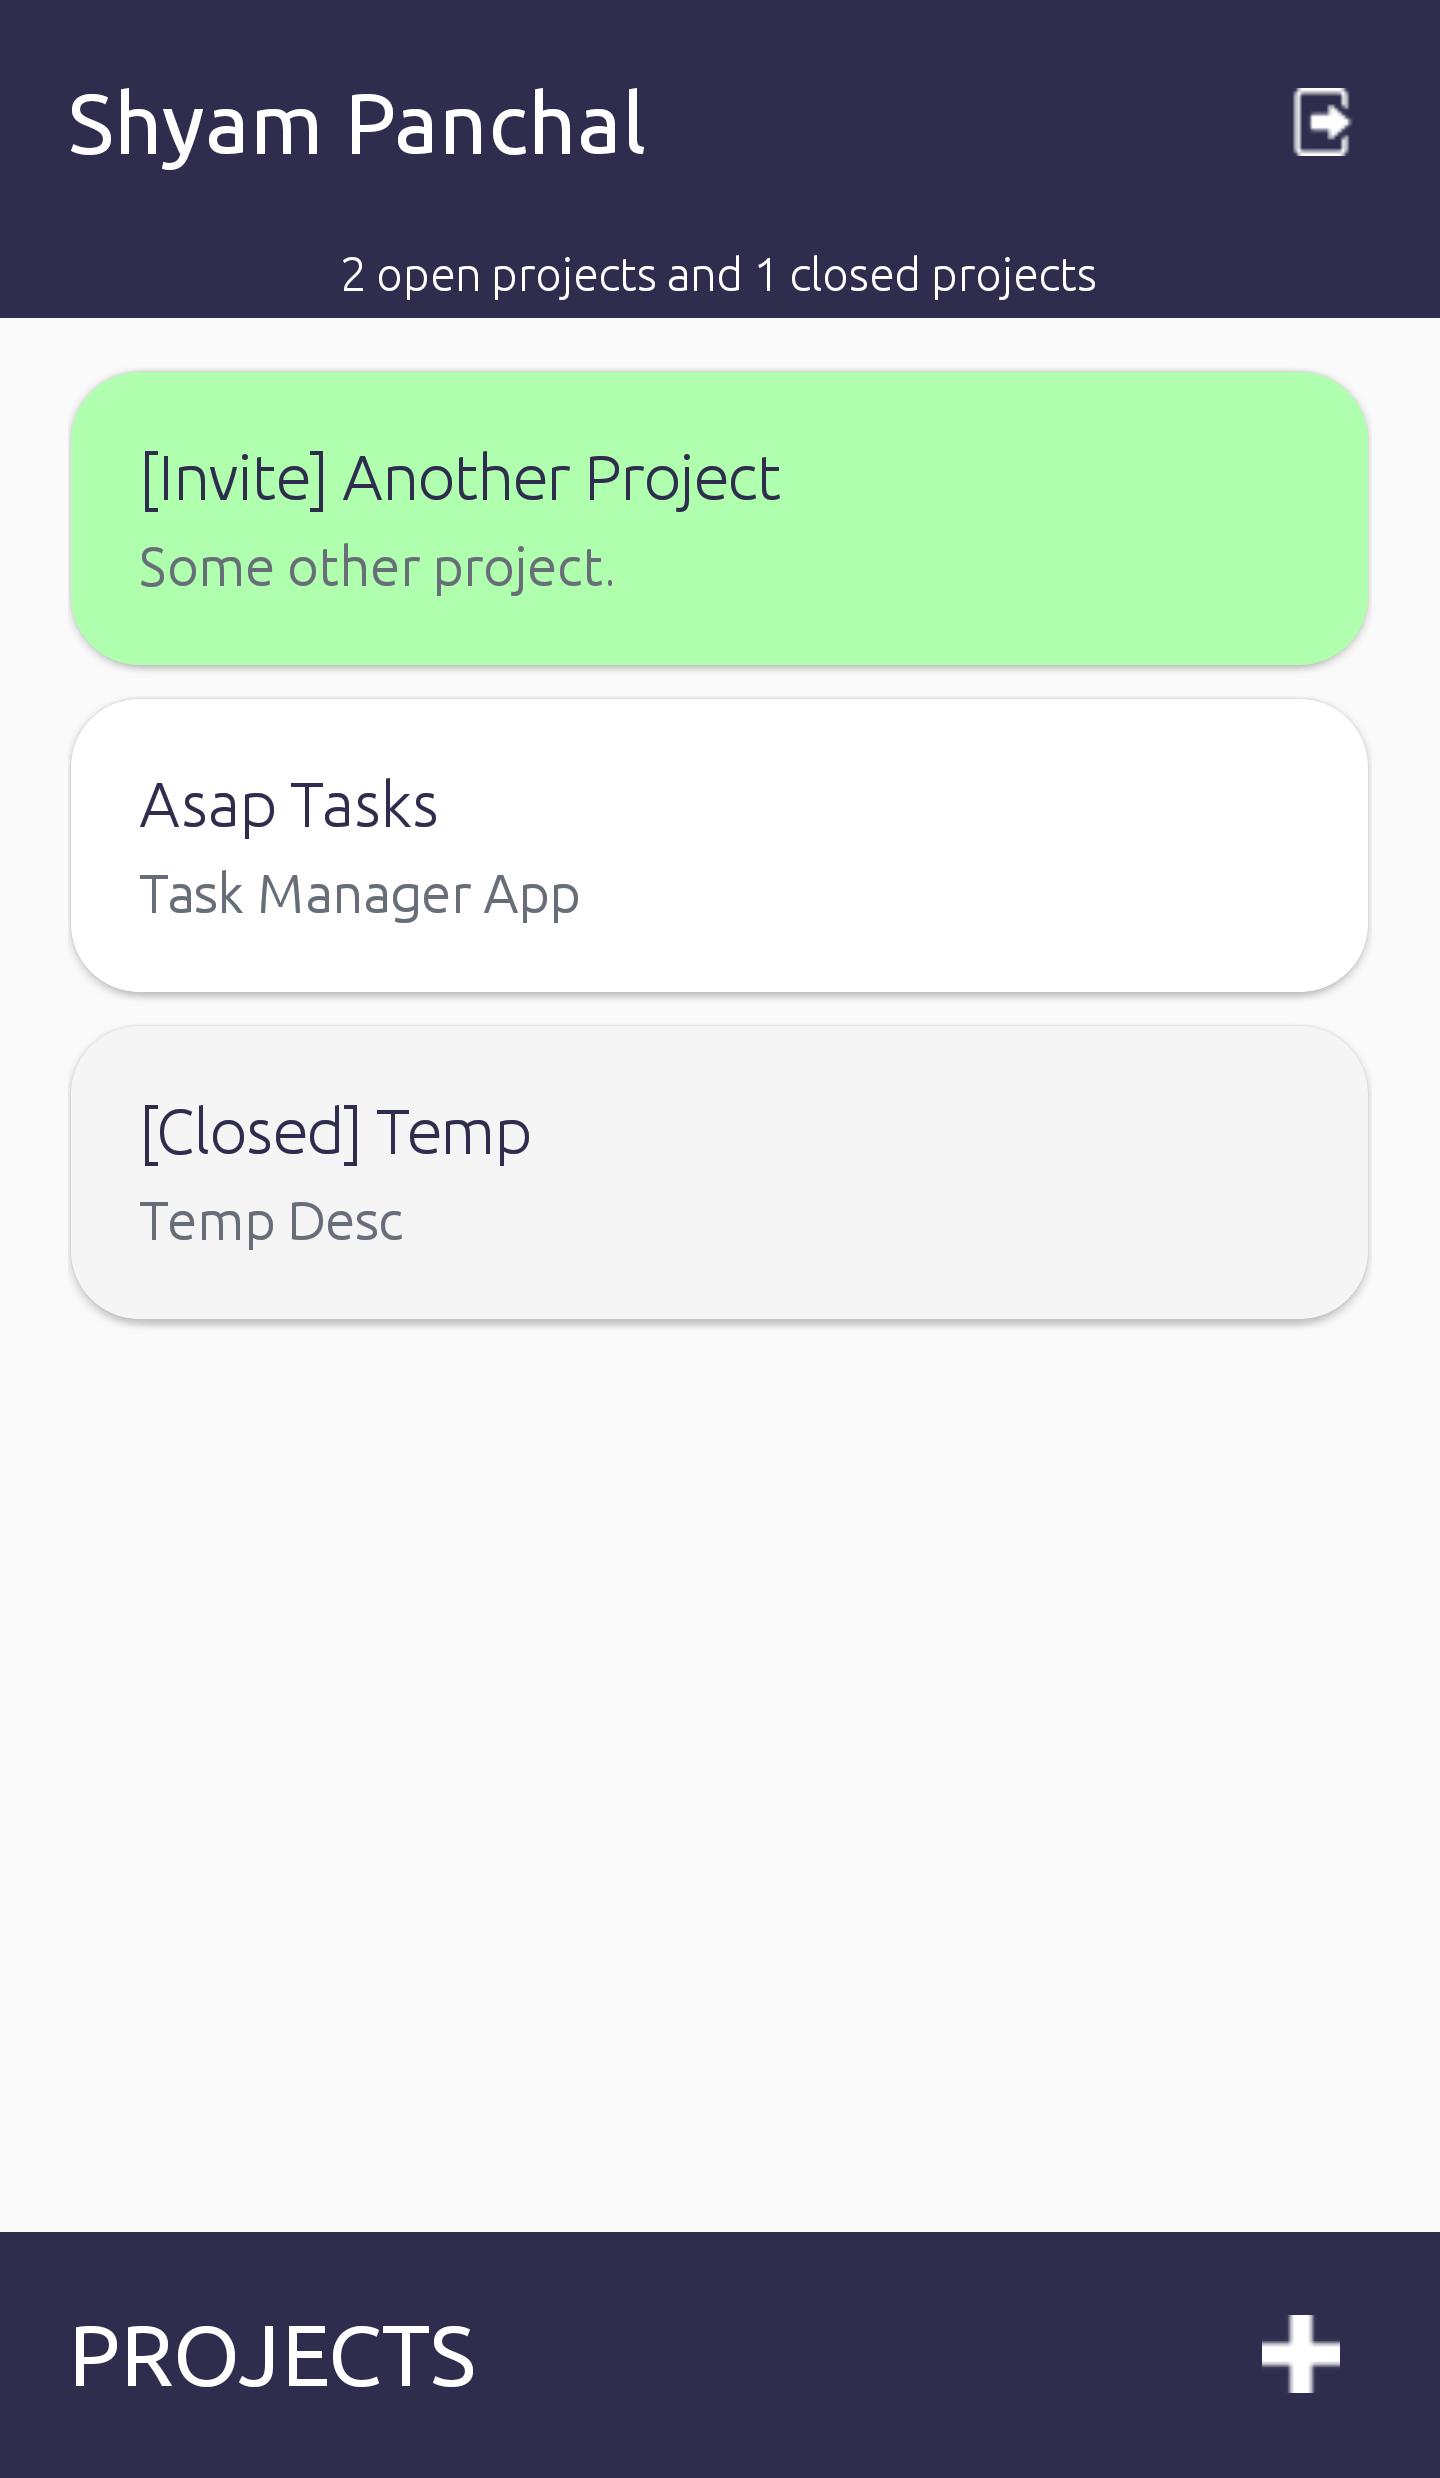 Shyam Panchal
2 open projects and 1 closed projects
[Invite] Another Project
Some other project.
Asap Tasks
Task Manager App
[Closed] Temp
Temp Desc
PROJECTS